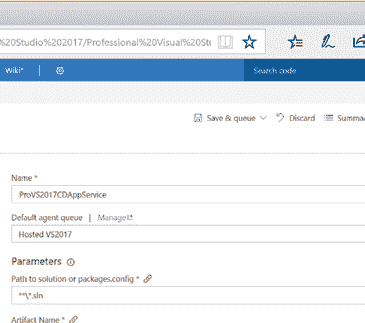 %20Studio%202017/Professional%20Visual%20St
Wiki*
Search code
Save & queue Discard Summa
Name *
ProVS2017CDAppService
Default agent queue | Manage
Hosted VS2017
Parameters
Path to solution or packages.config *
**\*.sln
Artifact Name *